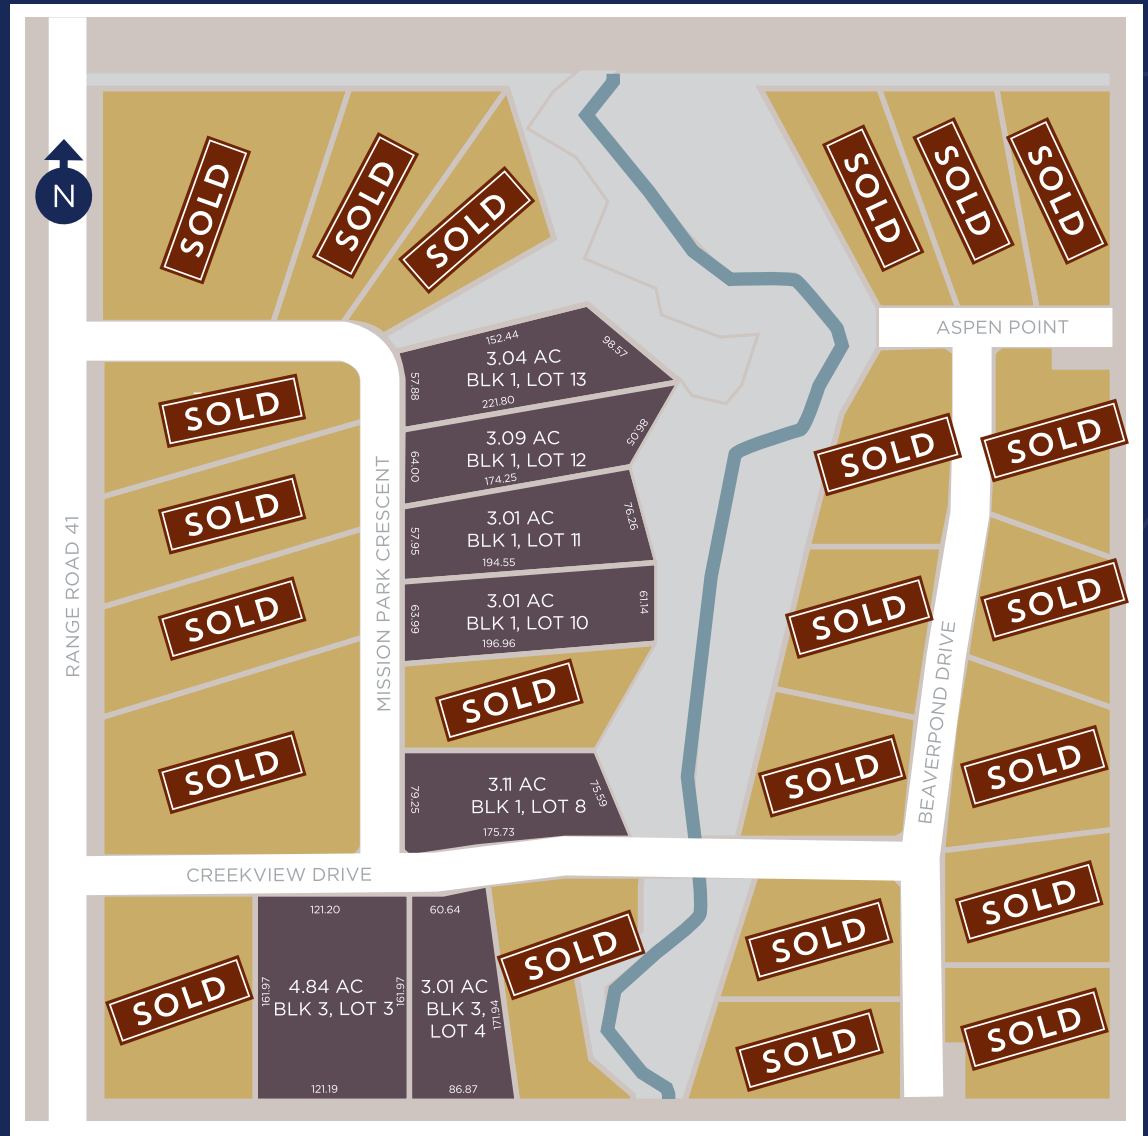 N
SOLD
SOLD
SOLD
SOLD
SOLD
SOLD
ASPEN POINT
152.44
98.57
3.04 AC
BLK 1, LOT 13
57.88
221.80
SOLD
3.09 AC
BLK 1, LOT 12
86.05
64.00
174.25
SOLD
SOLD
SOLD
3.01 AC
BLK 1, LOT 11
76.26
57.95
194.55
RANGE ROAD 41
MISSION PARK CRESCENT
SOLD
3.01 AC
BLK 1, LOT 10
61.14
63.99
196.96
SOLD
SOLD
BEAVERPOND DRIVE
SOLD
SOLD
3.11 AC
BLK 1, LOT 8
75.59
79.25
175.73
SOLD
SOLD
CREEKVIEW DRIVE
121.20
60.64
SOLD
161.97
4.84 AC
BLK 3, LOT 3
161.97
3.01 AC
BLK 3,
LOT 4
171.94
SOLD
SOLD
SOLD
121.19
86.87
SOLD
SOLD